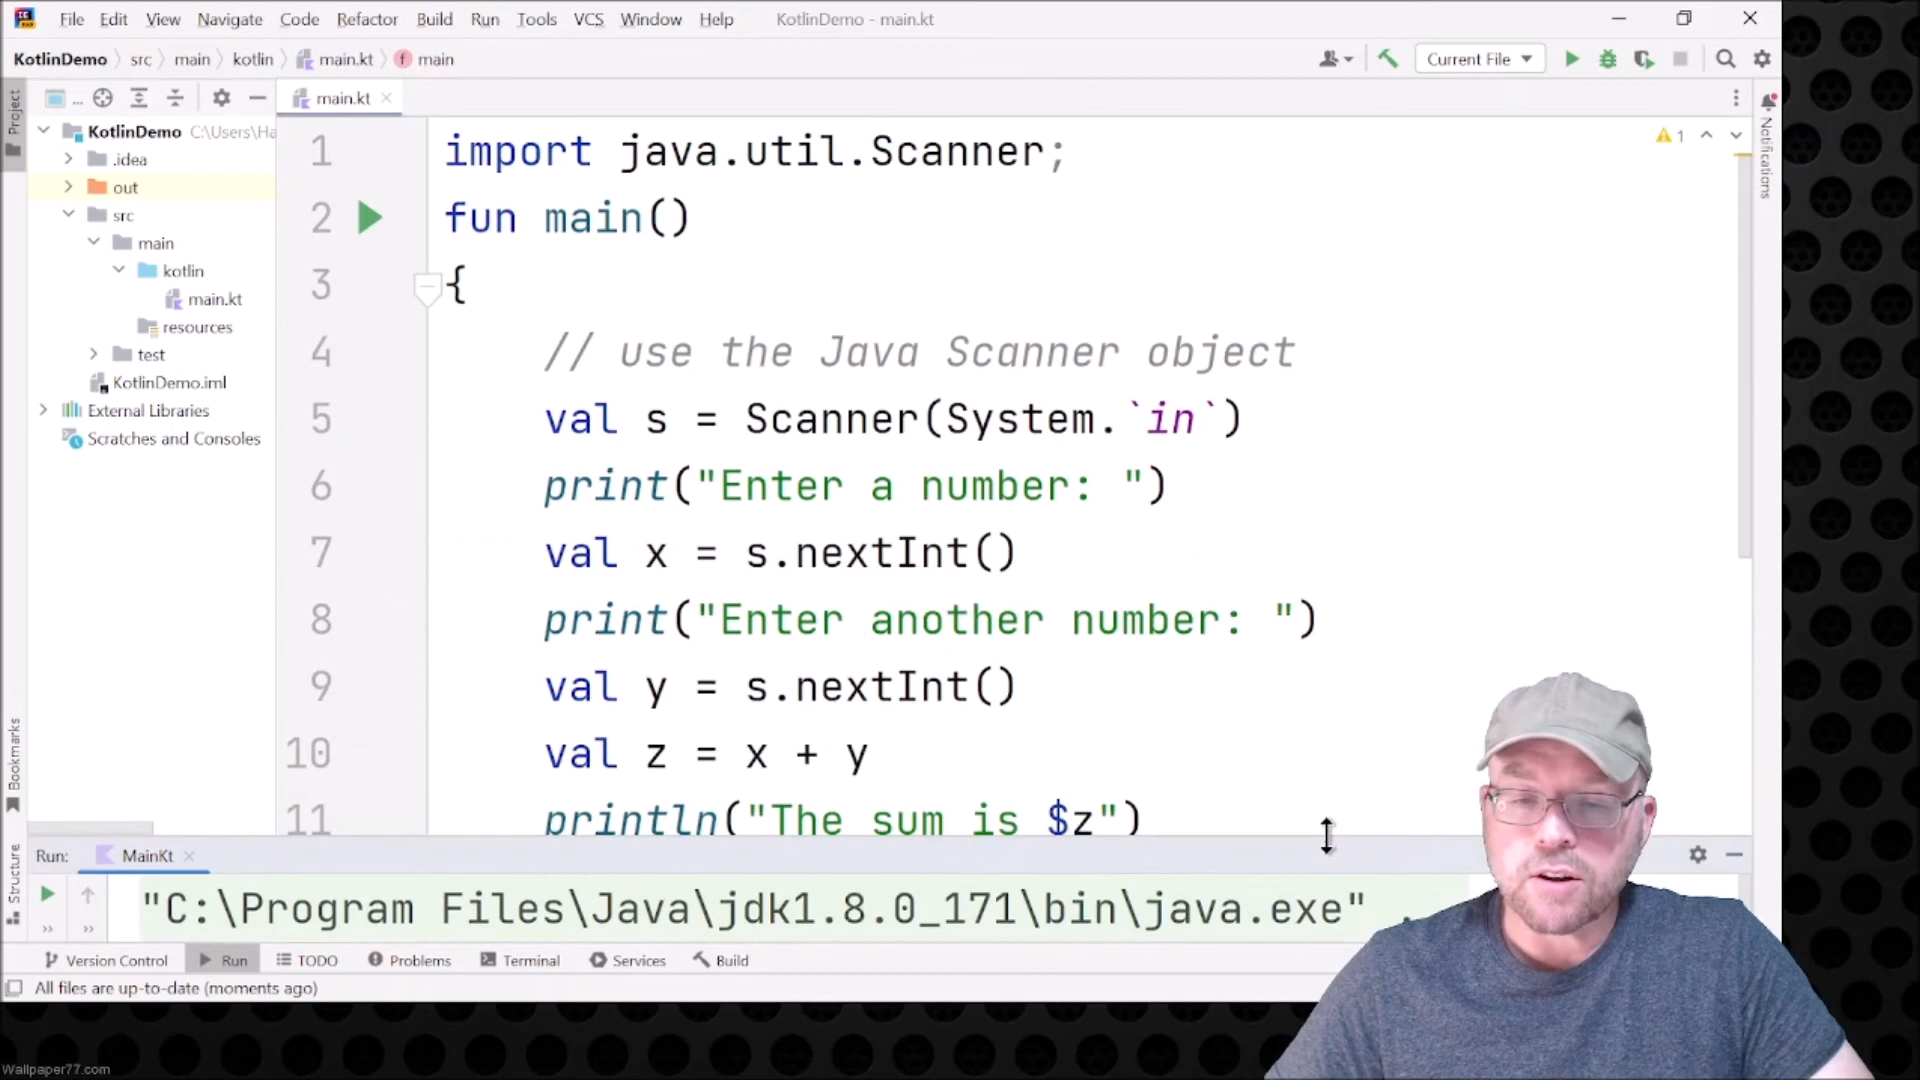 File Edit View Navigate Code Refactor Build Run Tools VCS Window Help KotlinDemo - main.kt
KotlinDemo src main kotlin main.kt main Current File
Project ... main.kt
KotlinDemo C:\Users\Ha
.idea
out
src
main
kotlin
main.kt
resources
test
KotlinDemo.iml
External Libraries
Scratches and Consoles
1 import java.util.Scanner;
2 fun main()
3 {
4 // use the Java Scanner object
5 val s = Scanner(System.`in`)
6 print("Enter a number: ")
7 val x = s.nextInt()
8 print("Enter another number: ")
9 val y = s.nextInt()
10 val z = x + y
11 println("The sum is $z")
1
Notifications
Bookmarks
Structure
Run: MainKt
"C:\Program Files\Java\jdk1.8.0_171\bin\java.exe" .
Version Control Run TODO Problems Terminal Services Build
All files are up-to-date (moments ago)
Wallpaper77.com